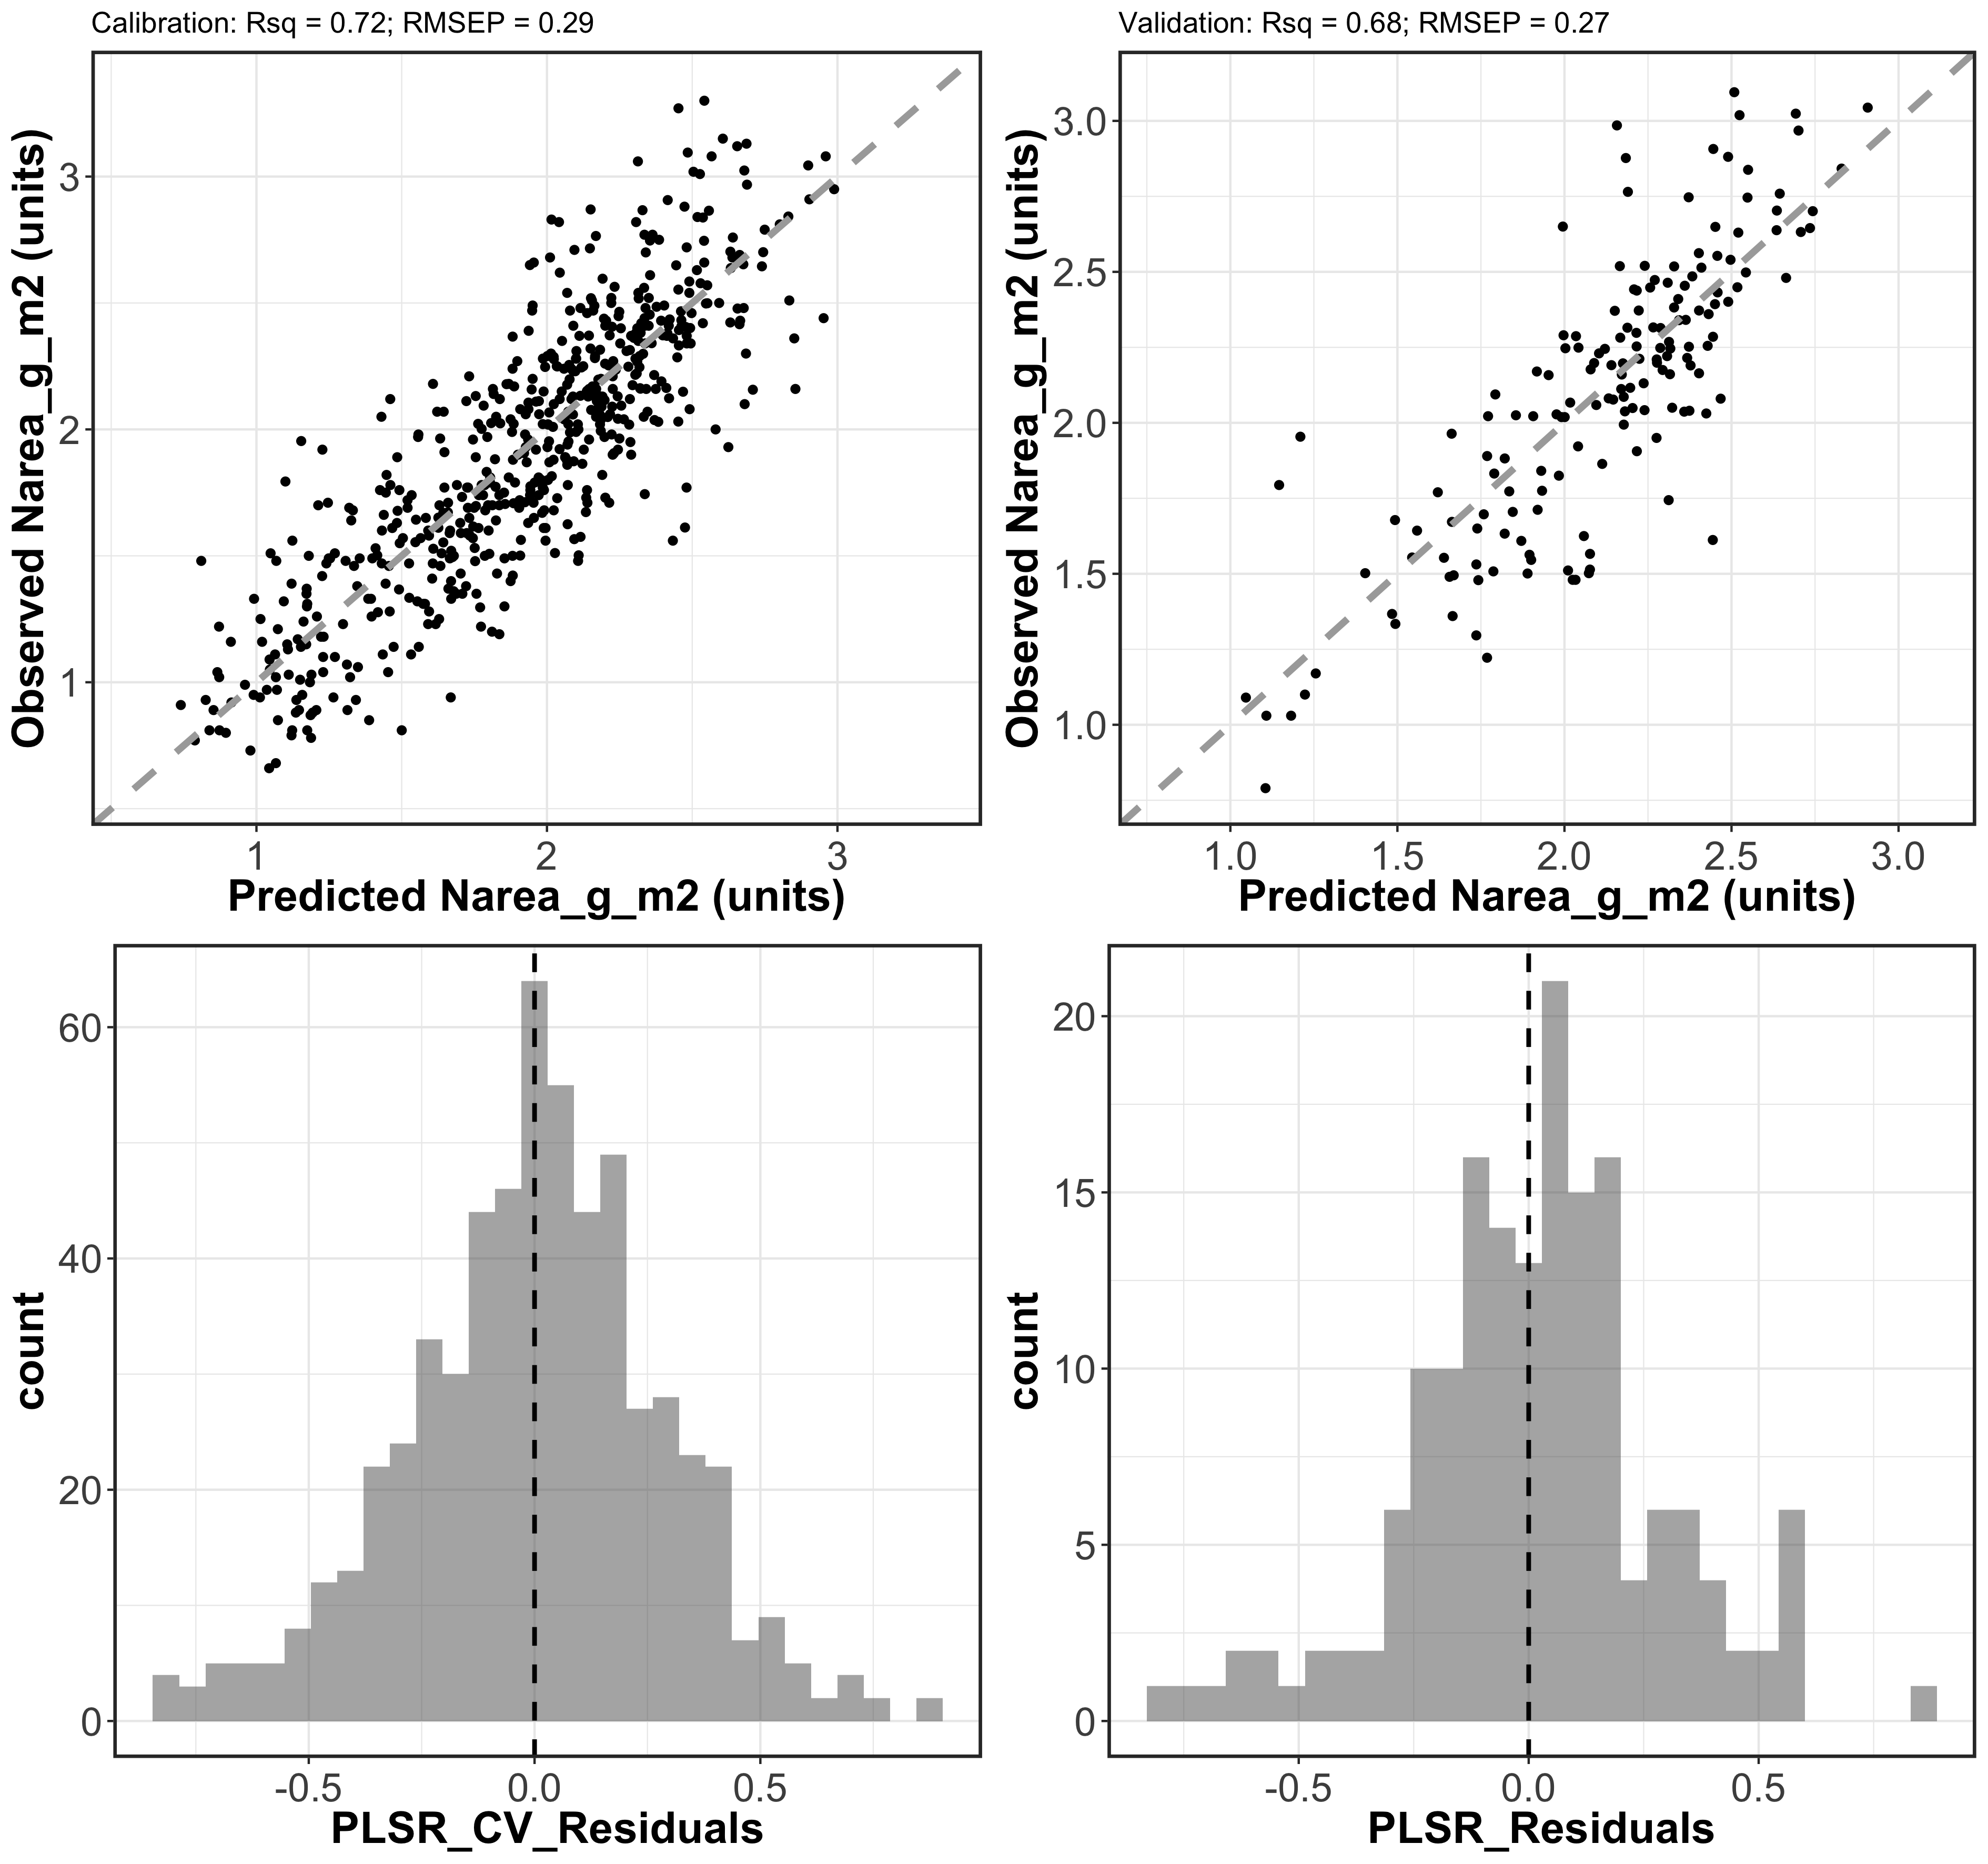 Calibration: Rsq = 0.72; RMSEP = 0.29
Observed Narea_g_m2 (units)
3
2
1
1 2 3
Predicted Narea_g_m2 (units)
Validation: Rsq = 0.68; RMSEP = 0.27
Observed Narea_g_m2 (units)
3.0
2.5
2.0
1.5
1.0
1.0 1.5 2.0 2.5 3.0
Predicted Narea_g_m2 (units)
count
60
40
20
0
-0.5 0.0 0.5
PLSR_CV_Residuals
count
20
15
10
5
0
-0.5 0.0 0.5
PLSR_Residuals